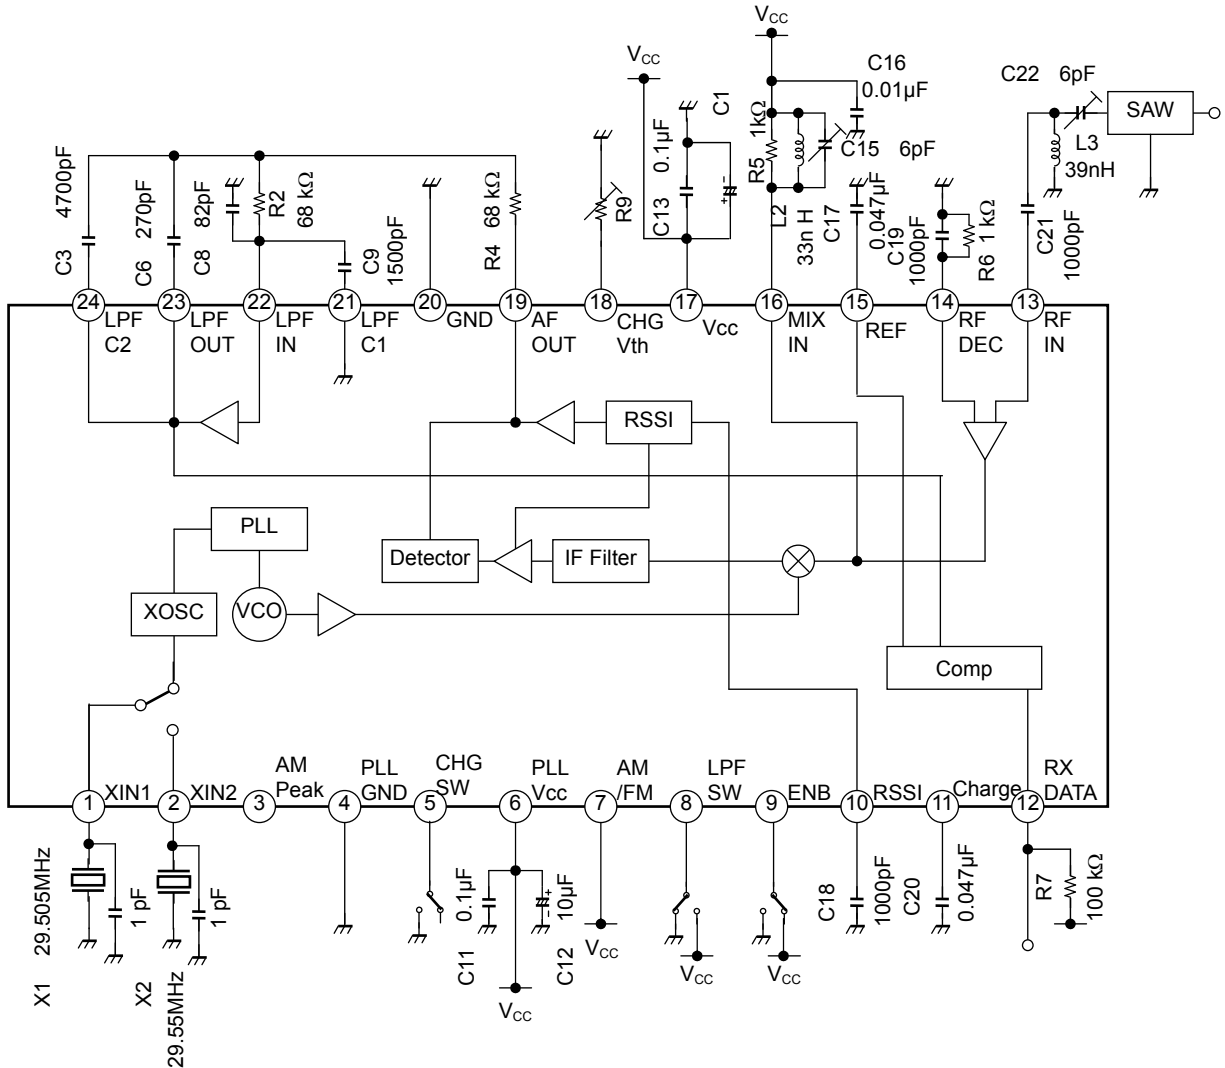 VCC
VCC
C16
0.01µF
C22 6pF
SAW
L3
39nH
C1
0.1µF
C13
R5 1kΩ
C15 6pF
L2
33n H
C17
0.047µF
C19
1000pF
R6 1 kΩ
C21
1000pF
4700pF
C3
270pF
C6
82pF
C8
R2
68 kΩ
C9
1500pF
68 kΩ
R4
R9
24
23
22
21
20
19
18
17
16
15
14
13
LPF
C2
LPF
OUT
LPF
IN
LPF
C1
GND
AF
OUT
CHG
Vth
Vcc
MIX
IN
REF
RF
DEC
RF
IN
RSSI
PLL
Detector
IF Filter
XOSC
VCO
Comp
XIN1
XIN2
AM
Peak
PLL
GND
CHG
SW
PLL
Vcc
AM
/FM
LPF
SW
ENB
RSSI
Charge
RX
DATA
1
2
3
4
5
6
7
8
9
10
11
12
29.505MHz
X1
1 pF
X2
29.55MHz
1 pF
0.1µF
C11
10µF
C12
+
−
+
−
VCC
VCC
VCC
VCC
C18
1000pF
C20
0.047µF
R7
100 kΩ